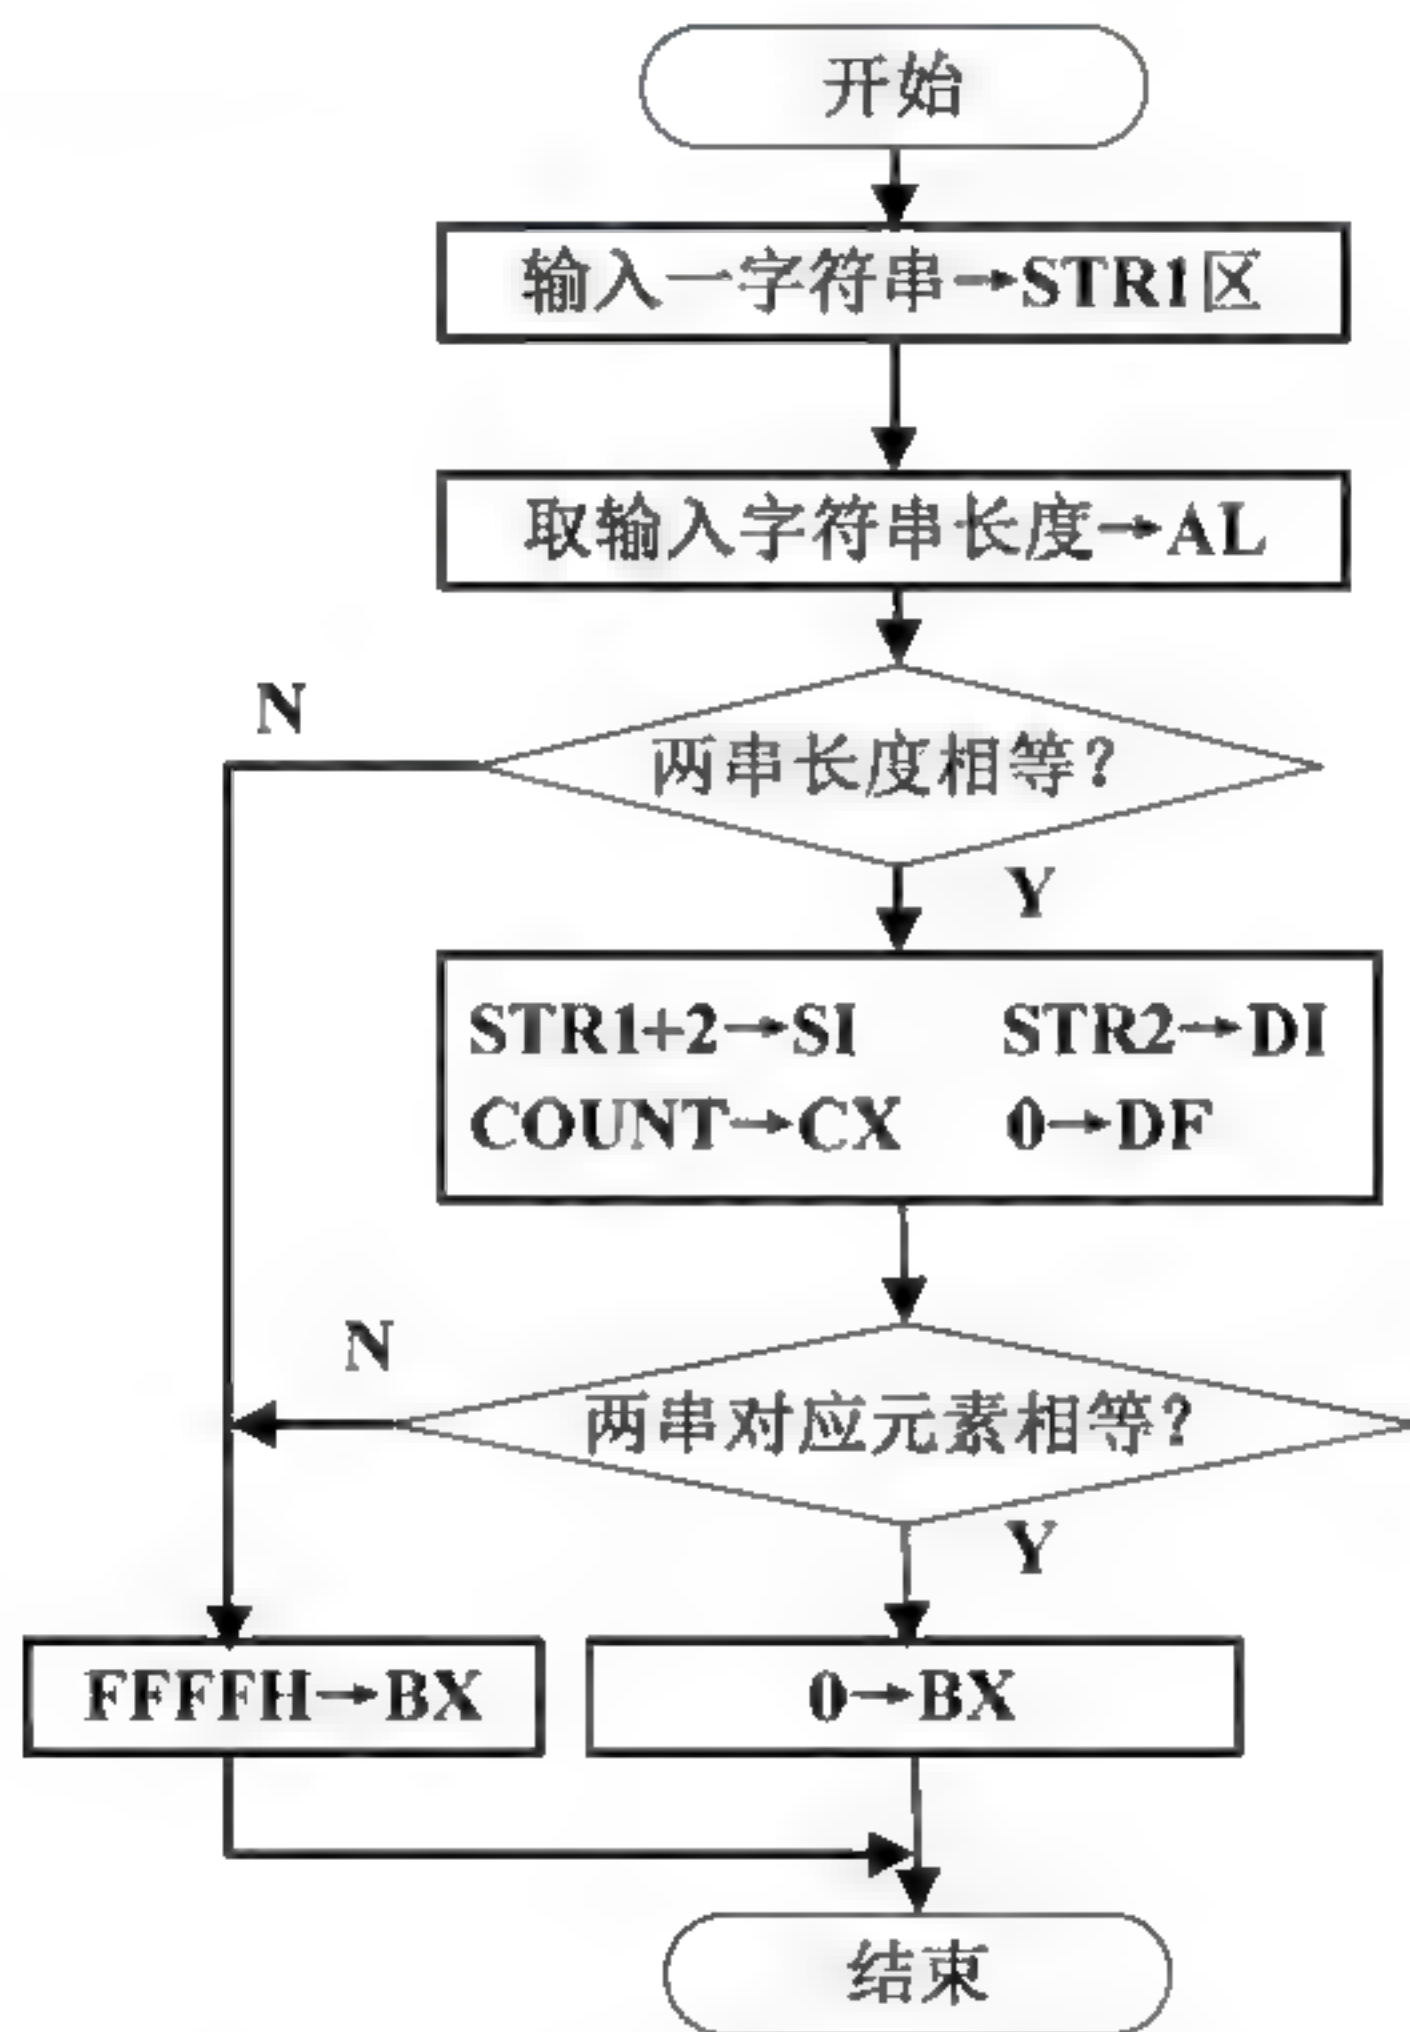 开始
输入一字符串→STR1区
取输入字符串长度→AL
N
两串长度相等?
Y
STR1+2→SI STR2→DI
COUNT→CX 0→DF
N
两串对应元素相等?
Y
FFFFH→BX 0→BX
结束